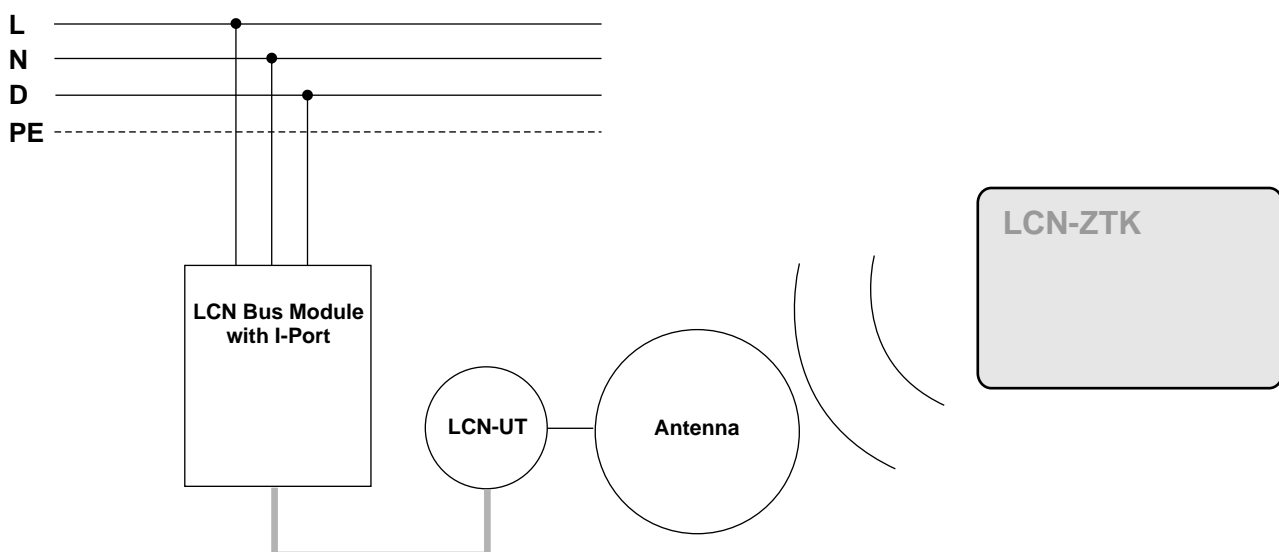 L
N
D
PE
LCN-ZTK
LCN Bus Module
with I-Port
LCN-UT
Antenna